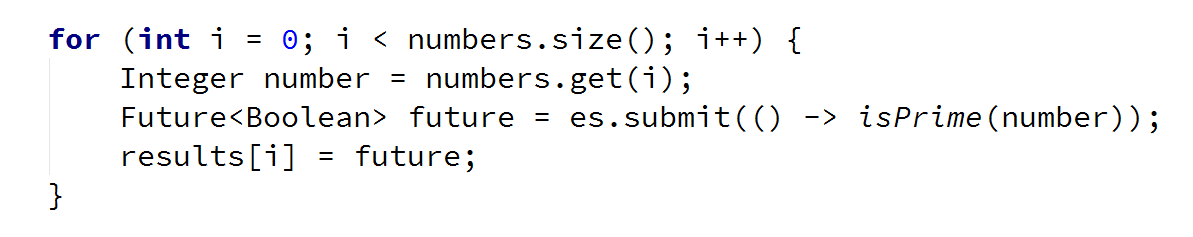 for (int i = 0; i < numbers.size(); i++) {
    Integer number = numbers.get(i);
    Future<Boolean> future = es.submit(() -> isPrime(number));
    results[i] = future;
}